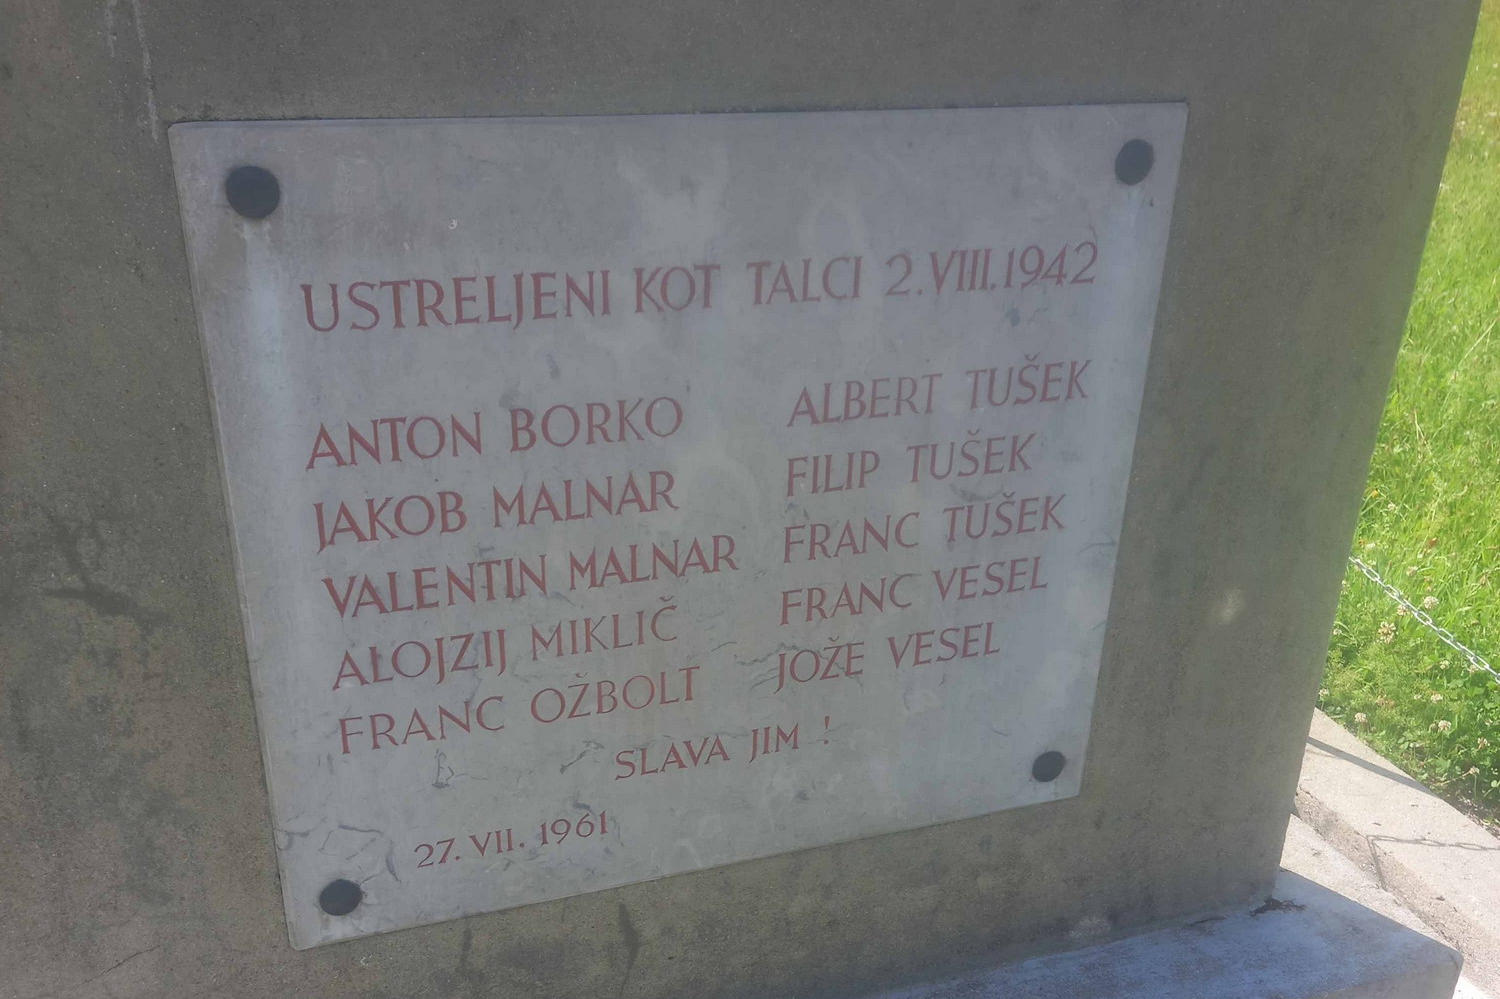 USTRELJENI KOT TALCI 2.VIII.1942
ANTON BORKO
JAKOB MALNAR
VALENTIN MALNAR
ALOJZIJ MIKLIČ
FRANC OŽBOLT
ALBERT TUŠEK
FILIP TUŠEK
FRANC TUŠEK
FRANC VESEL
JOŽE VESEL
SLAVA JIM !
27. VII. 1961